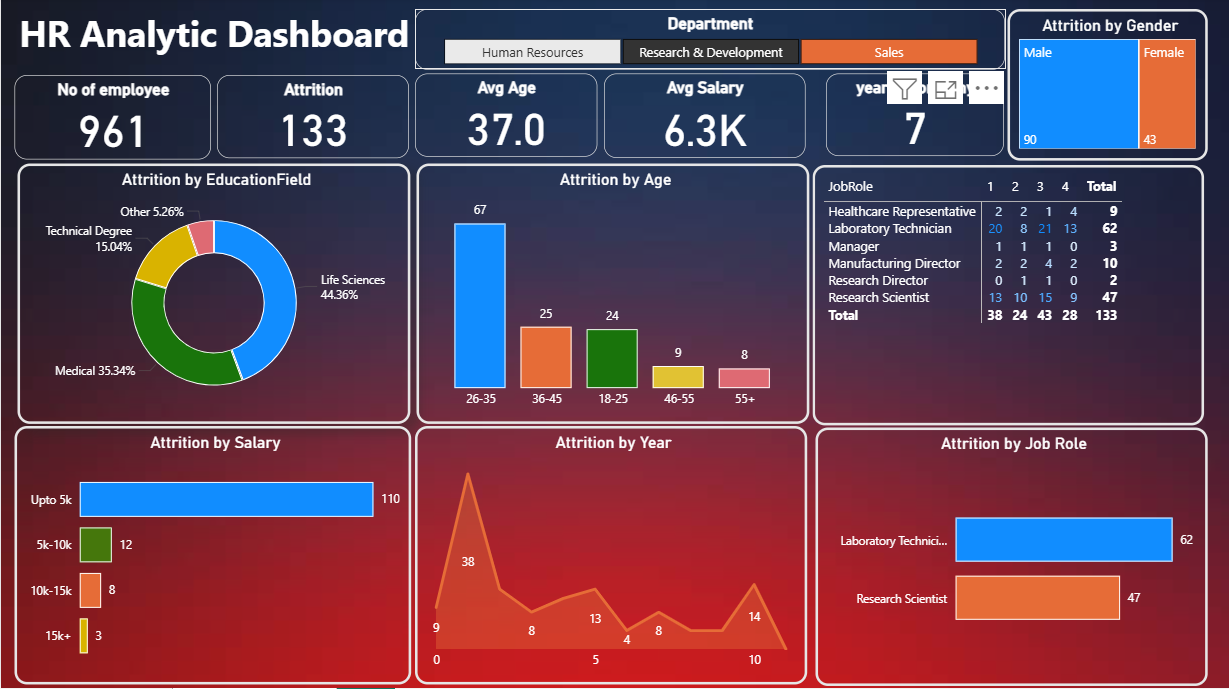 HR Analytic Dashboard
Department
Human Resources
Research & Development
Sales
Attrition by Gender
Male
Female
90
43
No of employee
961
Attrition
133
Avg Age
37.0
Avg Salary
6.3K
7
Attrition by EducationField
Other 5.26%
Technical Degree
15.04%
Life Sciences
44.36%
Medical 35.34%
Attrition by Age
67
25
24
9
8
26-35
36-45
18-25
46-55
55+
JobRole 1 2 3 4 Total
Healthcare Representative 2 2 1 4 9
Laboratory Technician 20 8 21 13 62
Manager 1 1 1 0 3
Manufacturing Director 2 2 4 2 10
Research Director 0 1 1 0 2
Research Scientist 13 10 15 9 47
Total 38 24 43 28 133
Attrition by Salary
Upto 5k 110
5k-10k 12
10k-15k 8
15k+ 3
Attrition by Year
38
9
8
13
4
8
14
0
5
10
Attrition by Job Role
Laboratory Technici... 62
Research Scientist 47